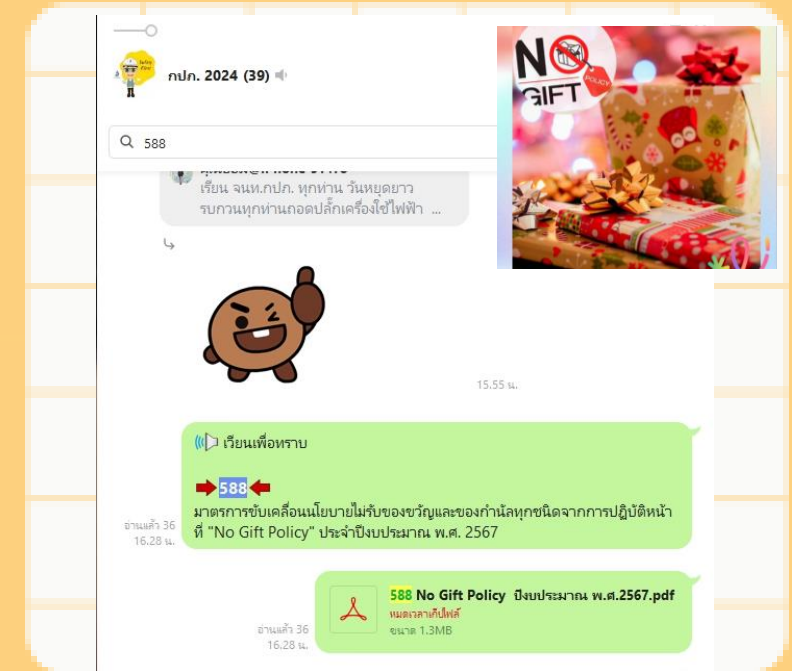 กปภ. 2024 (39)
588
NO
GIFT
POLICY
เรียน จนท.กปภ. ทุกท่าน วันหยุดยาว
รบกวนทุกท่านถอดปลั๊กเครื่องใช้ไฟฟ้า ...
15.55 น.
เวียนเพื่อทราบ
588
มาตรการขับเคลื่อนนโยบายไม่รับของขวัญและของกำนัลทุกชนิดจากการปฏิบัติหน้า
ที่ "No Gift Policy" ประจำปีงบประมาณ พ.ศ. 2567
อ่านแล้ว 36
16.28 น.
588 No Gift Policy ปีงบประมาณ พ.ศ.2567.pdf
หมดเวลาเก็บไฟล์
ขนาด 1.3MB
อ่านแล้ว 36
16.28 น.